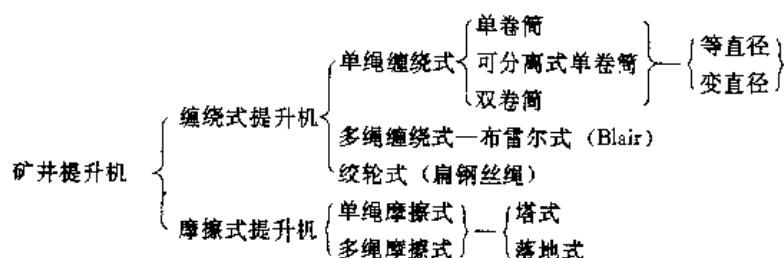 单卷筒
单绳缠绕式 可分离式单卷筒 等直径
变直径
双卷筒
缠绕式提升机
多绳缠绕式—布雷尔式（Blair）
矿井提升机
绞轮式（扁钢丝绳）
单绳摩擦式 塔式
摩擦式提升机
多绳摩擦式 落地式